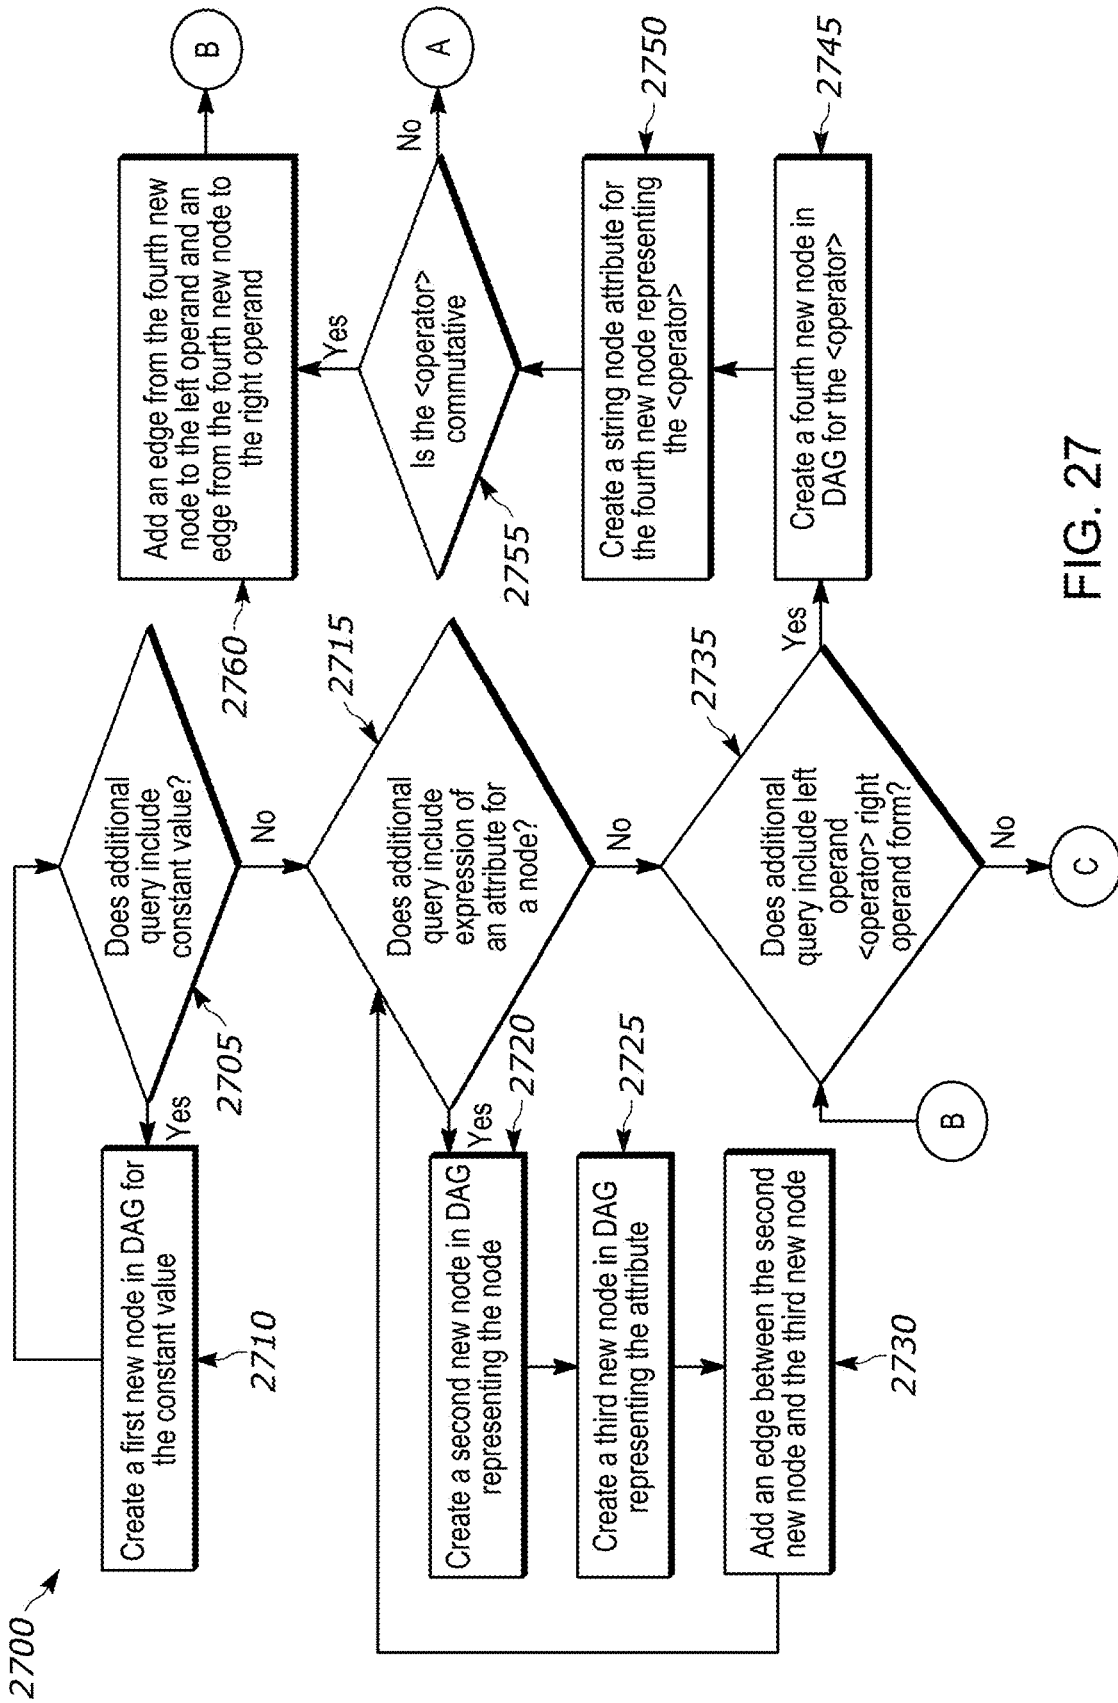 2700
Does additional
query include
constant value?
2705
Yes
No
Create a first new node in DAG for
the constant value
2710
Does additional
query include
expression of
an attribute for
a node?
2715
Yes
No
Create a second new node in DAG
representing the node
2720
Create a third new node in DAG
representing the attribute
2725
Add an edge between the second
new node and the third new node
2730
B
Does additional
query include left
operand
<operator> right
operand form?
2735
Yes
No
C
Create a fourth new node in
DAG for the <operator>
2745
Create a string node attribute for
the fourth new node representing
the <operator>
2750
Is the <operator>
commutative
2755
Yes
No
A
Add an edge from the fourth new
node to the left operand and an
edge from the fourth new node to
the right operand
2760
B
FIG. 27